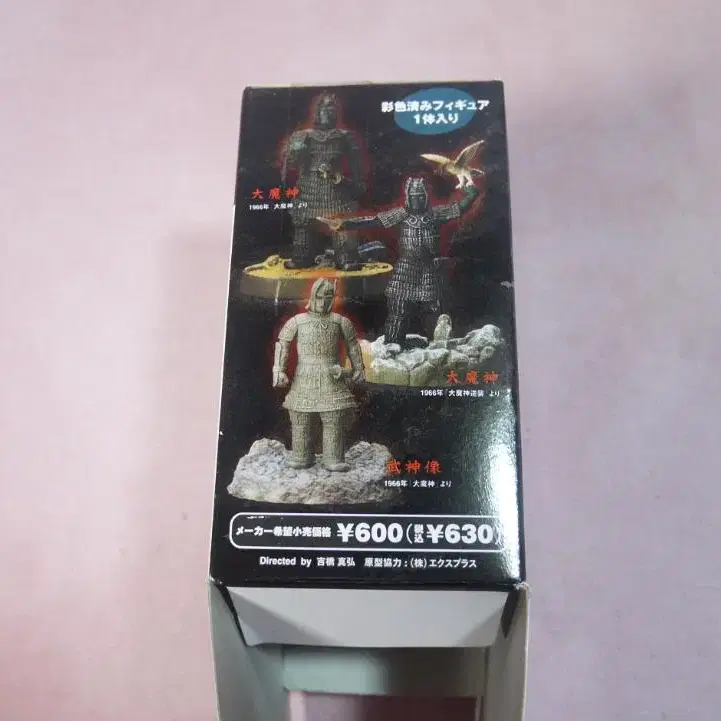 彩色済みフィギュア
1体入り
大魔神
1966年「大魔神」より
大魔神
1966年「大魔神逆襲」より
武神像
1966年「大魔神」より
メーカー希望小売価格 ¥600(税込¥630)
Directed by 吉橋 真弘 原型協力:(株)エクスプラス